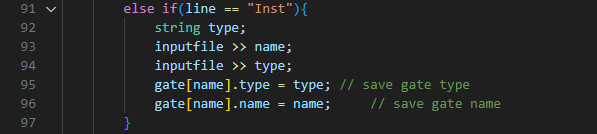 91 else if(line == "Inst"){
92 string type;
93 inputfile >> name;
94 inputfile >> type;
95 gate[name].type = type; // save gate type
96 gate[name].name = name; // save gate name
97 }